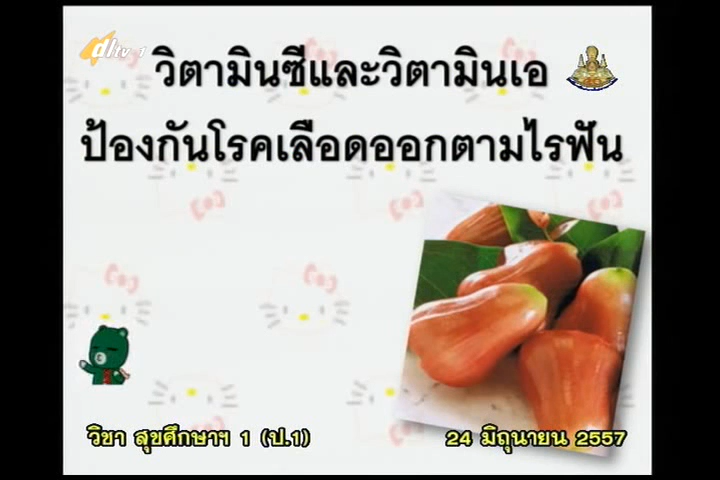 dltv 1
วิตามินซีและวิตามินเอ
ป้องกันโรคเลือดออกตามไรฟัน
วิชา สุขศึกษาฯ 1 (ป.1)
24 มิถุนายน 2557